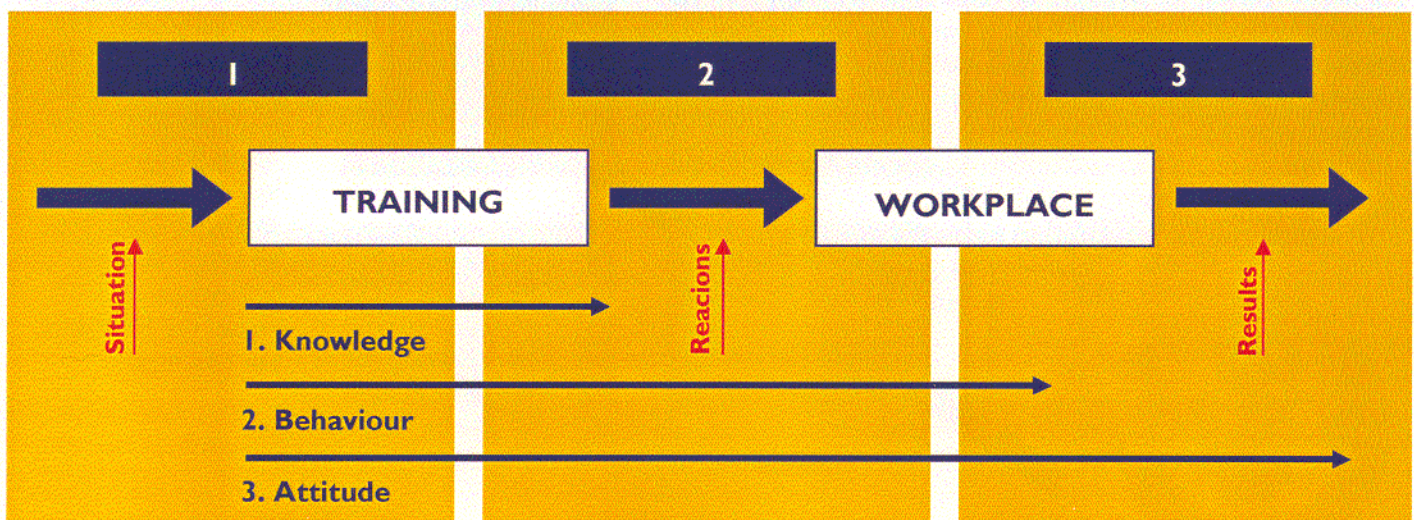 1
2
3
TRAINING
WORKPLACE
Situation
Reacions
Results
1. Knowledge
2. Behaviour
3. Attitude